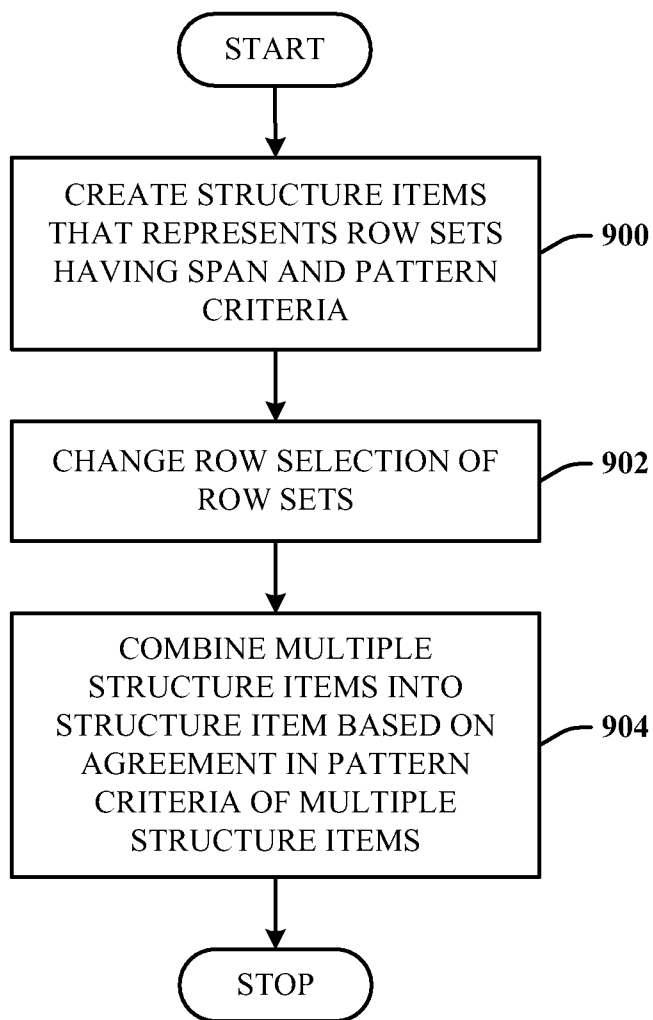 START
CREATE STRUCTURE ITEMS
THAT REPRESENTS ROW SETS
HAVING SPAN AND PATTERN
CRITERIA
900
CHANGE ROW SELECTION OF
ROW SETS
902
COMBINE MULTIPLE
STRUCTURE ITEMS INTO
STRUCTURE ITEM BASED ON
AGREEMENT IN PATTERN
CRITERIA OF MULTIPLE
STRUCTURE ITEMS
904
STOP